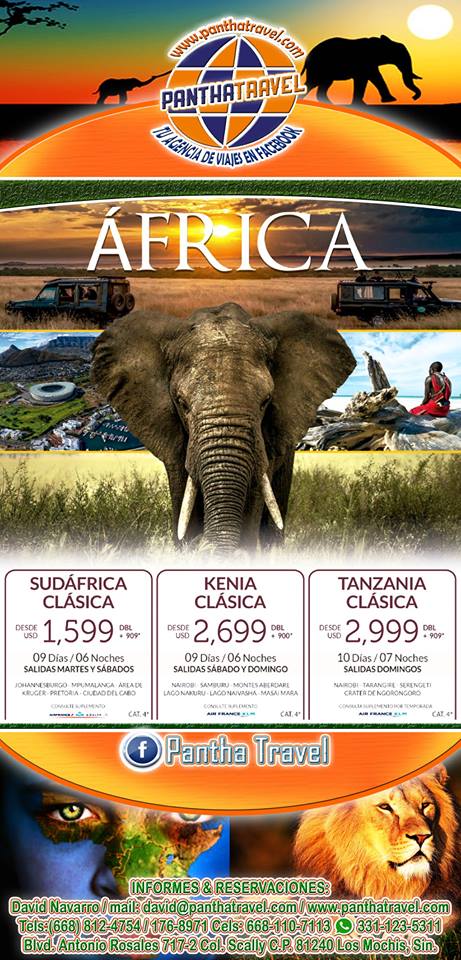 www.panthatravel.com
PANTHATRAVEL
TU AGENCIA DE VIAJES EN FACEBOOK
ÁFRICA
SUDÁFRICA
CLÁSICA
DESDE
USD 1,599 DBL
+ 909*
09 Días / 06 Noches
SALIDAS MARTES Y SÁBADOS
JOHANNESBURGO - MPUMALANGA - AREA DE
KRUGER - PRETORIA - CIUDAD DEL CABO
CONSULTE SUPLEMENTO
AIRFRANCE KLM
CAT. 4*
KENIA
CLÁSICA
DESDE
USD 2,699 DBL
+ 900*
09 Días / 06 Noches
SALIDAS SÁBADO Y DOMINGO
NAIROBI - SAMBURU - MONTES ABERDARE
LAGO NAKURU - LAGO NAIVASHA - MASAI MARA
CONSULTE SUPLEMENTO
AIR FRANCE KLM
CAT. 4*
TANZANIA
CLÁSICA
DESDE
USD 2,999 DBL
+ 909*
10 Días / 07 Noches
SALIDAS DOMINGOS
NAIROBI - TARANGIRE - SERENGETI
CRATER DE NGORONGORO
CONSULTA SUPLEMENTO POR TEMPORADA
AIR FRANCE KLM
CAT. 4*
f Pantha Travel
INFORMES & RESERVACIONES:
David Navarro / mail: david@panthatravel.com / www.panthatravel.com
Tels:(668) 812-4754 / 176-8971 Cels: 668-110-7113 331-123-5311
Blvd. Antonio Rosales 717-2 Col. Scally C.P. 81240 Los Mochis, Sin.